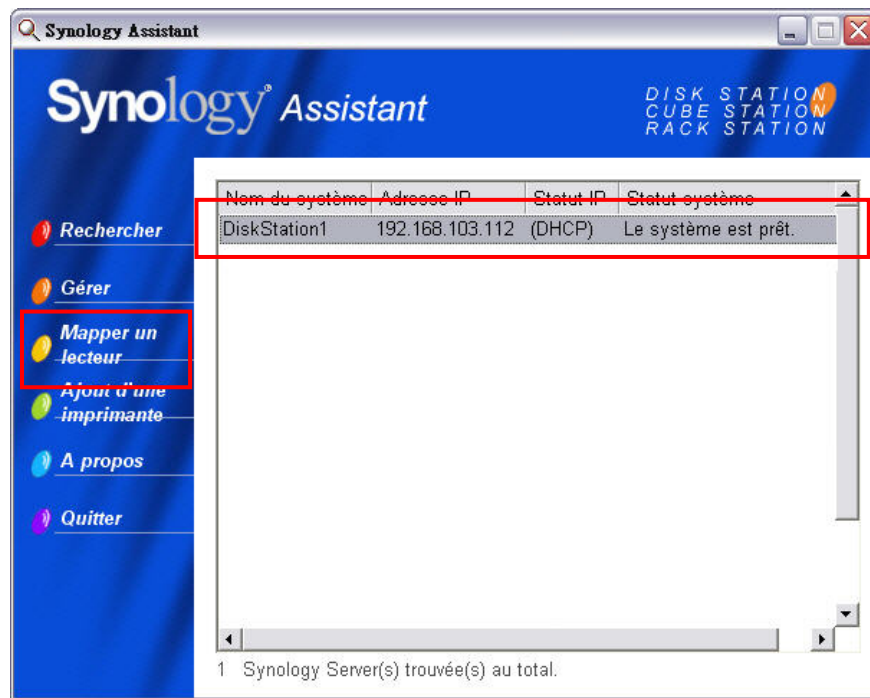 Synology Assistant
Synology® Assistant
DISK STATION
CUBE STATION
RACK STATION
Nom du système Adresse IP Statut IP Statut système
DiskStation1 192.168.103.112 (DHCP) Le système est prêt.
Rechercher
Gérer
Mapper un
lecteur
Ajout d'une
imprimante
A propos
Quitter
1 Synology Server(s) trouvée(s) au total.